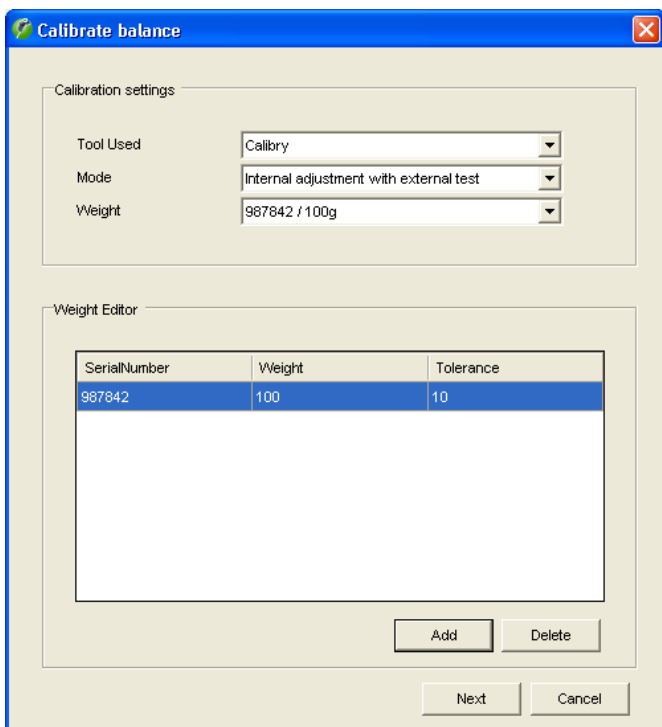 Calibrate balance
Calibration settings
Tool Used Calibry
Mode Internal adjustment with external test
Weight 987842 / 100g
Weight Editor
SerialNumber Weight Tolerance
987842 100 10
Add Delete
Next Cancel